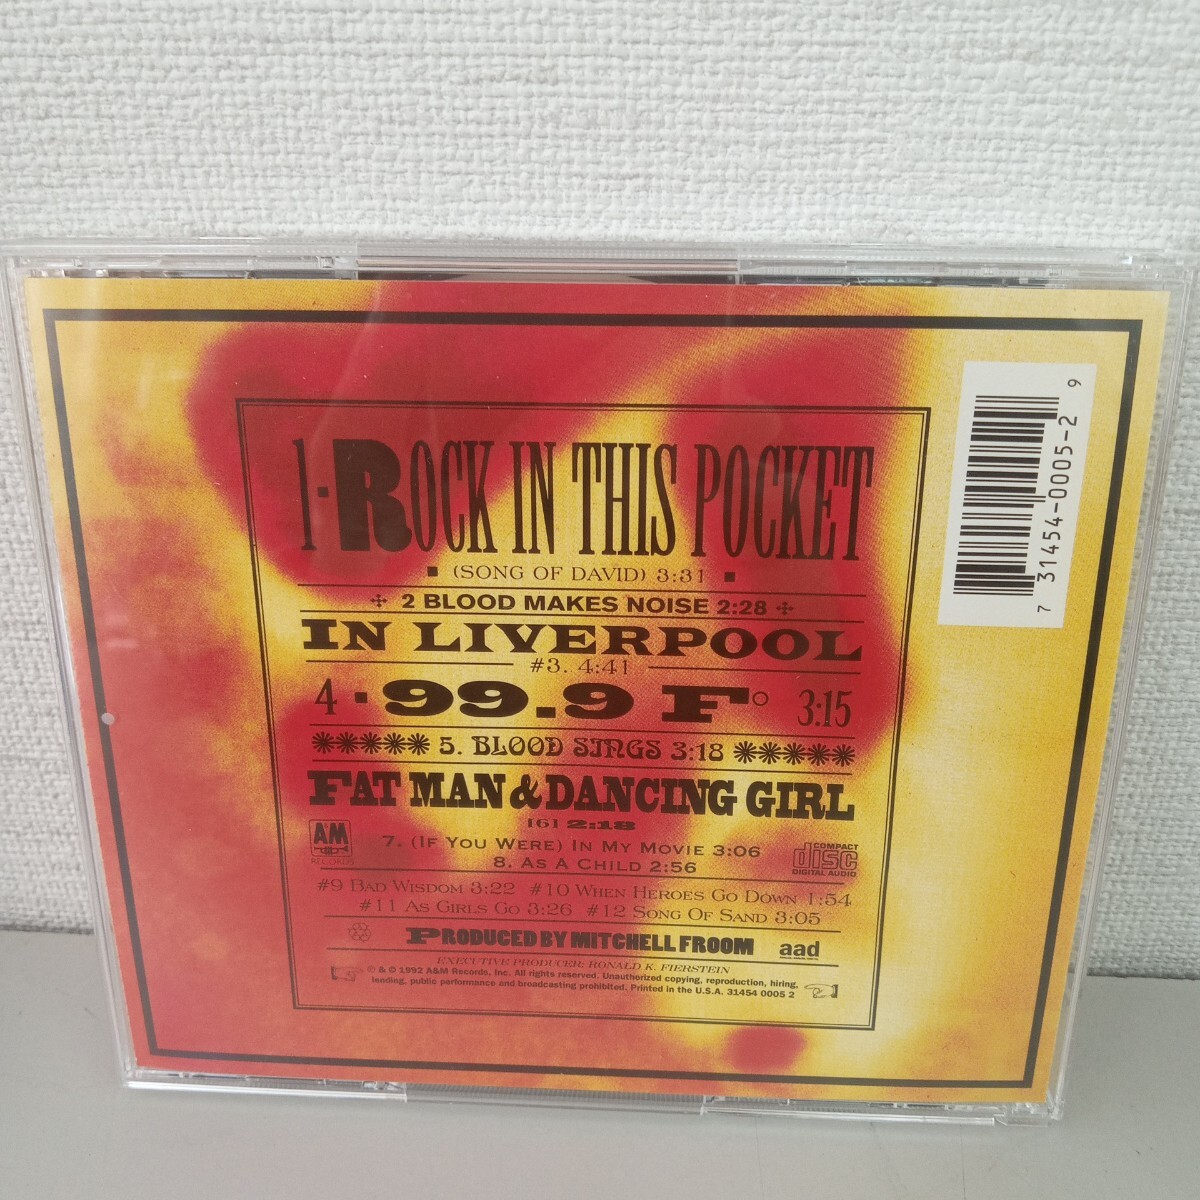 1·ROCK IN THIS POCKET
(SONG OF DAVID) 3:31
2 BLOOD MAKES NOISE 2:28
IN LIVERPOOL
#3. 4:41
4·99.9 F° 3:15
5. BLOOD SINGS 3:18
FAT MAN & DANCING GIRL
[6] 2:18
7. (IF YOU WERE) IN MY MOVIE 3:06
8. AS A CHILD 2:56
#9 BAD WISDOM 3:22 #10 WHEN HEROES GO DOWN 1:54
#11 AS GIRLS GO 3:26 #12 SONG OF SAND 3:05
PRODUCED BY MITCHELL FROOM
EXECUTIVE PRODUCER: RONALD K. FIERSTEIN
℗ & © 1992 A&M Records, Inc. All rights reserved. Unauthorized copying, reproduction, hiring,
lending, public performance and broadcasting prohibited. Printed in the U.S.A. 31454 0005 2
A&M
RECORDS
COMPACT
disc
DIGITAL AUDIO
aad
7 31454-0005-2 9